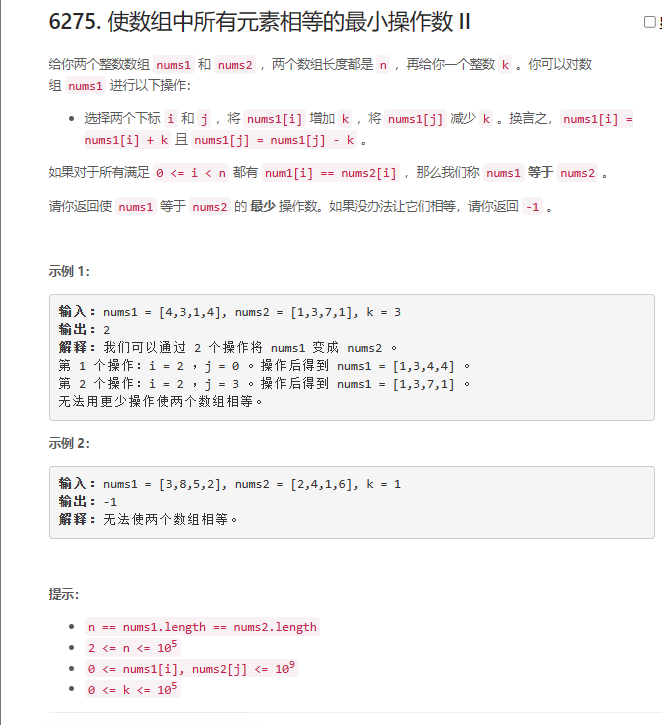 6275. 使数组中所有元素相等的最小操作数 II
给你两个整数数组 nums1 和 nums2 ，两个数组长度都是 n ，再给你一个整数 k 。你可以对数
组 nums1 进行以下操作：
选择两个下标 i 和 j ，将 nums1[i] 增加 k ，将 nums1[j] 减少 k 。换言之， nums1[i] =
nums1[i] + k 且 nums1[j] = nums1[j] - k 。
如果对于所有满足 0 <= i < n 都有 num1[i] == nums2[i] ，那么我们称 nums1 等于 nums2 。
请你返回使 nums1 等于 nums2 的 最少 操作数。如果没办法让它们相等，请你返回 -1 。
示例 1：
输入：nums1 = [4,3,1,4], nums2 = [1,3,7,1], k = 3
输出：2
解释：我们可以通过 2 个操作将 nums1 变成 nums2 。
第 1 个操作：i = 2 ，j = 0 。操作后得到 nums1 = [1,3,4,4] 。
第 2 个操作：i = 2 ，j = 3 。操作后得到 nums1 = [1,3,7,1] 。
无法用更少操作使两个数组相等。
示例 2：
输入：nums1 = [3,8,5,2], nums2 = [2,4,1,6], k = 1
输出：-1
解释：无法使两个数组相等。
提示：
n == nums1.length == nums2.length
2 <= n <= 10⁵
0 <= nums1[i], nums2[j] <= 10⁹
0 <= k <= 10⁵